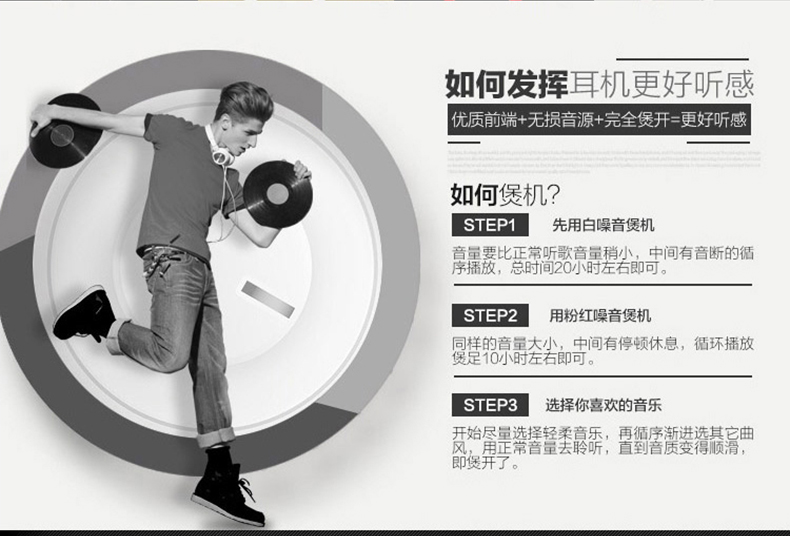 如何发挥耳机更好听感
优质前端+无损音源+完全煲开=更好听感
如何煲机？
STEP1 先用白噪音煲机
音量要比正常听歌音量稍小，中间有音断的循
序播放，总时间20小时左右即可。
STEP2 用粉红噪音煲机
同样的音量大小，中间有停顿休息，循环播放
煲足10小时左右即可。
STEP3 选择你喜欢的音乐
开始尽量选择轻柔音乐，再循序渐进选其它曲
风，用正常音量去聆听，直到音质变得顺滑，
即煲开了。